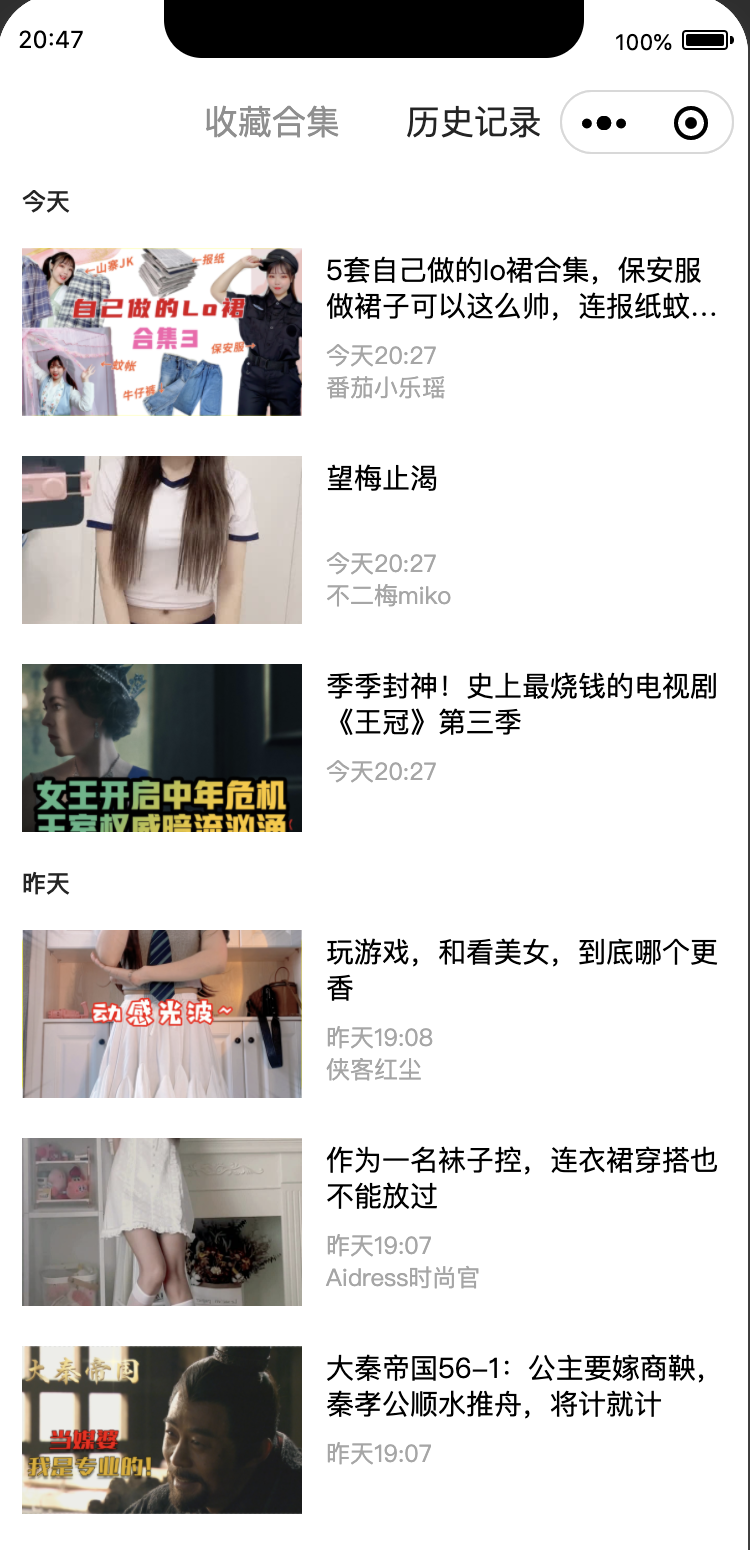 20:47
100%
收藏合集
历史记录
今天
←山寨JK
←报纸
自己做的Lo裙
合集3
保安服→
←蚊帐
牛仔裤
5套自己做的lo裙合集，保安服
做裙子可以这么帅，连报纸蚊…
今天20:27
番茄小乐瑶
望梅止渴
今天20:27
不二梅miko
女王开启中年危机
王室权威暗流汹涌
季季封神！史上最烧钱的电视剧
《王冠》第三季
今天20:27
昨天
动感光波~
玩游戏，和看美女，到底哪个更
香
昨天19:08
侠客红尘
作为一名袜子控，连衣裙穿搭也
不能放过
昨天19:07
Aidress时尚官
大秦帝国
当媒婆
我是专业的!
大秦帝国56-1：公主要嫁商鞅，
秦孝公顺水推舟，将计就计
昨天19:07